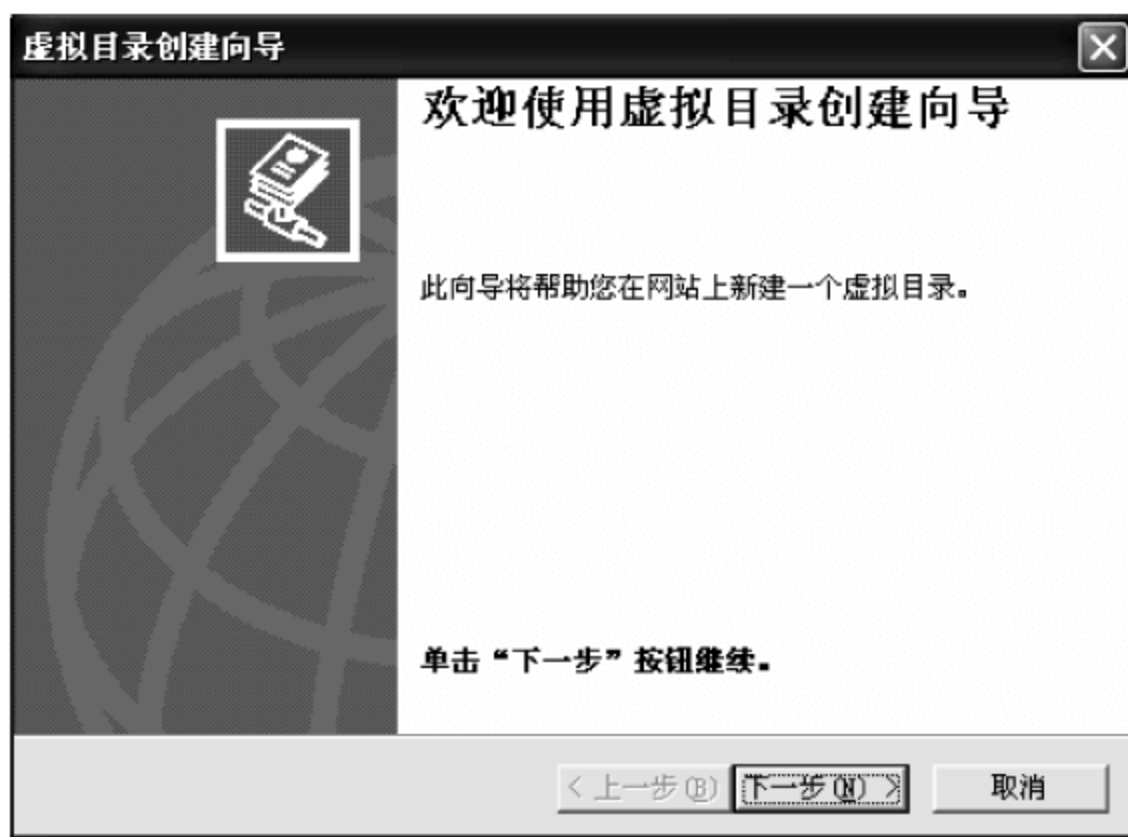 虚拟目录创建向导
欢迎使用虚拟目录创建向导
此向导将帮助您在网站上新建一个虚拟目录。
单击“下一步”按钮继续。
< 上一步(B) 下一步(N) > 取消